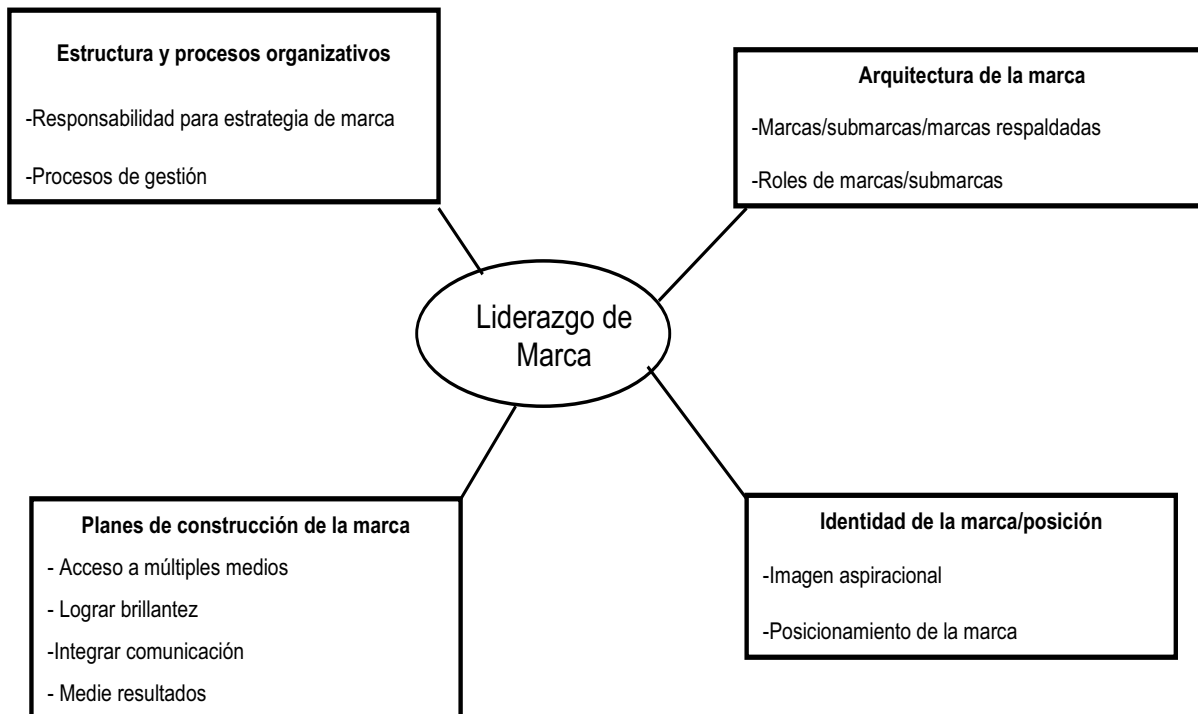 Estructura y procesos organizativos
-Responsabilidad para estrategia de marca
-Procesos de gestión
Arquitectura de la marca
-Marcas/submarcas/marcas respaldadas
-Roles de marcas/submarcas
Liderazgo de
Marca
Planes de construcción de la marca
- Acceso a múltiples medios
- Lograr brillantez
-Integrar comunicación
- Medie resultados
Identidad de la marca/posición
-Imagen aspiracional
-Posicionamiento de la marca